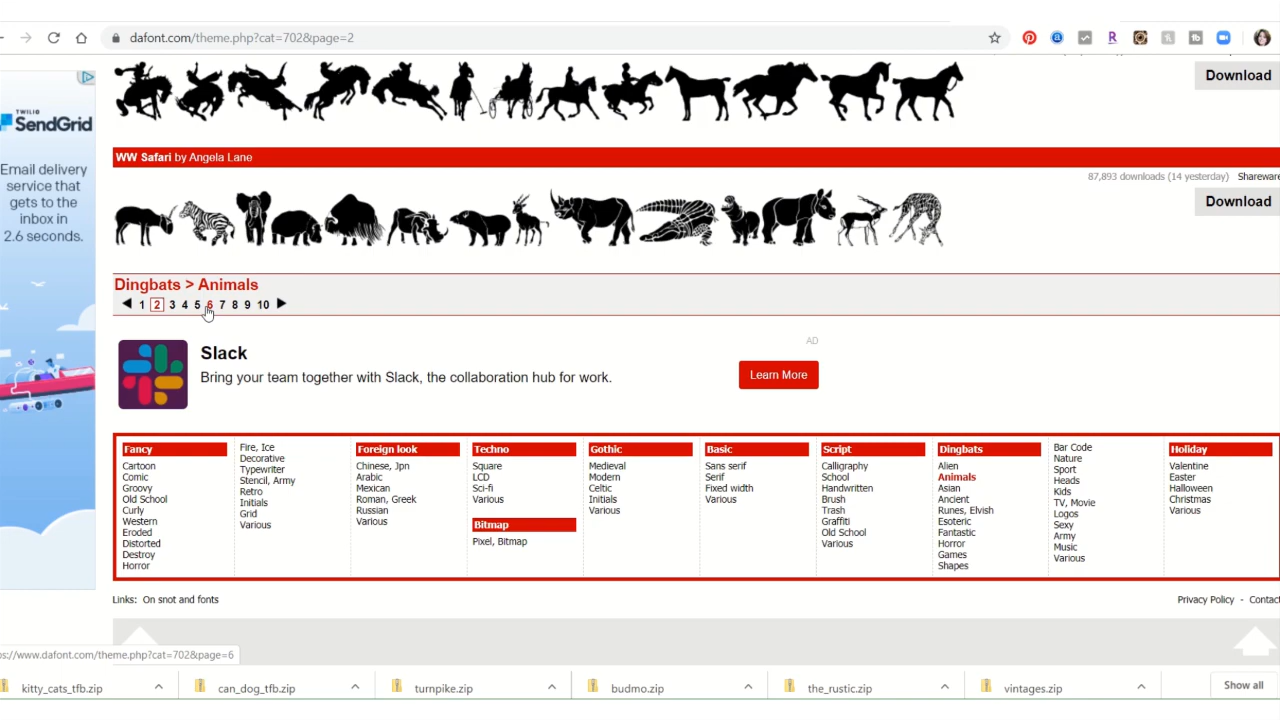 dafont.com/theme.php?cat=702&page=2
Download
TWILIO
SendGrid
Email delivery
service that
gets to the
inbox in
2.6 seconds.
WW Safari by Angela Lane
87,893 downloads (14 yesterday) Shareware
Download
Dingbats > Animals
1 2 3 4 5 6 7 8 9 10
AD
Slack
Bring your team together with Slack, the collaboration hub for work.
Learn More
Fancy
Cartoon
Comic
Groovy
Old School
Curly
Western
Eroded
Distorted
Destroy
Horror
Fire, Ice
Decorative
Typewriter
Stencil, Army
Retro
Initials
Grid
Various
Foreign look
Chinese, Jpn
Arabic
Mexican
Roman, Greek
Russian
Various
Techno
Square
LCD
Sci-fi
Various
Bitmap
Pixel, Bitmap
Gothic
Medieval
Modern
Celtic
Initials
Various
Basic
Sans serif
Serif
Fixed width
Various
Script
Calligraphy
School
Handwritten
Brush
Trash
Graffiti
Old School
Various
Dingbats
Alien
Animals
Asian
Ancient
Runes, Elvish
Esoteric
Fantastic
Horror
Games
Shapes
Bar Code
Nature
Sport
Heads
Kids
TV, Movie
Logos
Sexy
Army
Music
Various
Holiday
Valentine
Easter
Halloween
Christmas
Various
Links: On snot and fonts
Privacy Policy - Contact
ps://www.dafont.com/theme.php?cat=702&page=6
kitty_cats_tfb.zip
can_dog_tfb.zip
turnpike.zip
budmo.zip
the_rustic.zip
vintages.zip
Show all